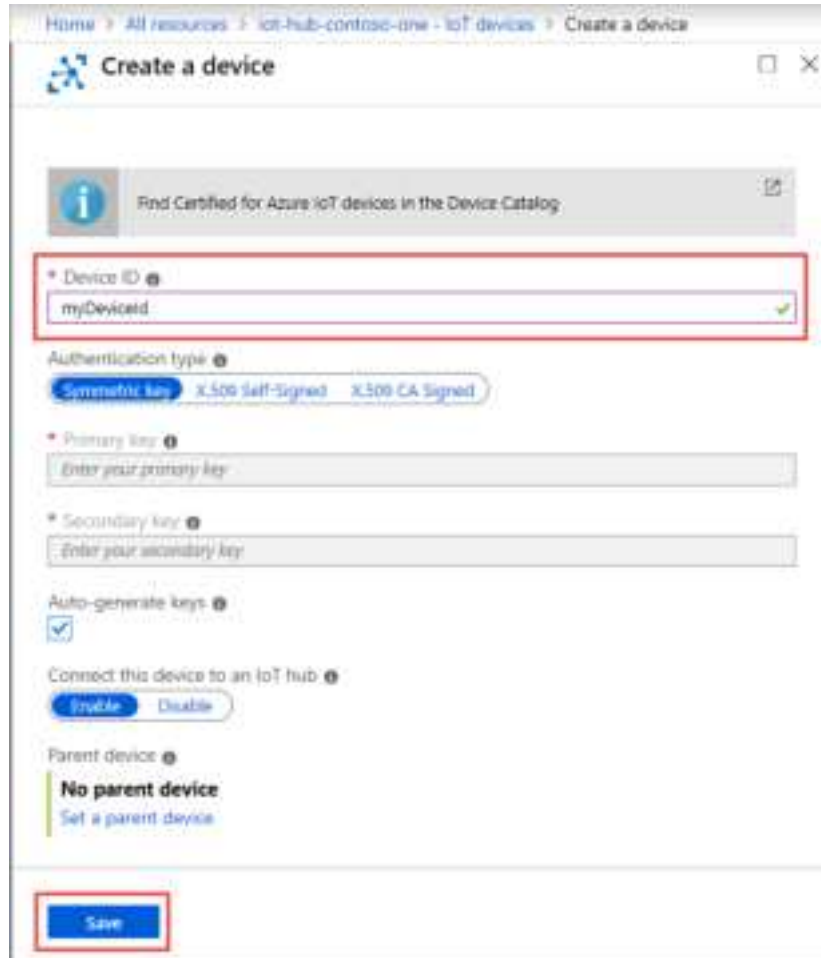 Home > All resources > iot-hub-contoso-one - IoT devices > Create a device
Create a device
Find Certified for Azure IoT devices in the Device Catalog
* Device ID
myDeviceId
Authentication type
Symmetric key X.509 Self-Signed X.509 CA Signed
* Primary key
Enter your primary key
* Secondary key
Enter your secondary key
Auto-generate keys
Connect this device to an IoT hub
Enable Disable
Parent device
No parent device
Set a parent device
Save